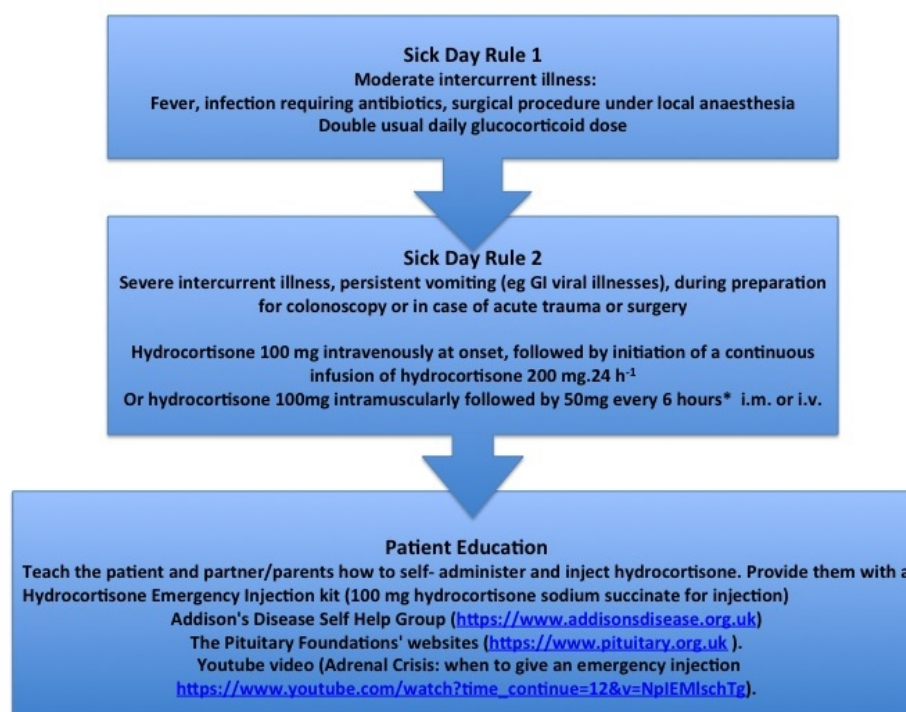 Sick Day Rule 1
Moderate intercurrent illness:
Fever, infection requiring antibiotics, surgical procedure under local anaesthesia
Double usual daily glucocorticoid dose
Sick Day Rule 2
Severe intercurrent illness, persistent vomiting (eg GI viral illnesses), during preparation
for colonoscopy or in case of acute trauma or surgery
Hydrocortisone 100 mg intravenously at onset, followed by initiation of a continuous
infusion of hydrocortisone 200 mg.24 h⁻¹
Or hydrocortisone 100mg intramuscularly followed by 50mg every 6 hours* i.m. or i.v.
Patient Education
Teach the patient and partner/parents how to self- administer and inject hydrocortisone. Provide them with a
Hydrocortisone Emergency Injection kit (100 mg hydrocortisone sodium succinate for injection)
Addison's Disease Self Help Group (https://www.addisonsdisease.org.uk)
The Pituitary Foundations' websites (https://www.pituitary.org.uk ).
Youtube video (Adrenal Crisis: when to give an emergency injection
https://www.youtube.com/watch?time_continue=12&v=NpIEMlschTg).